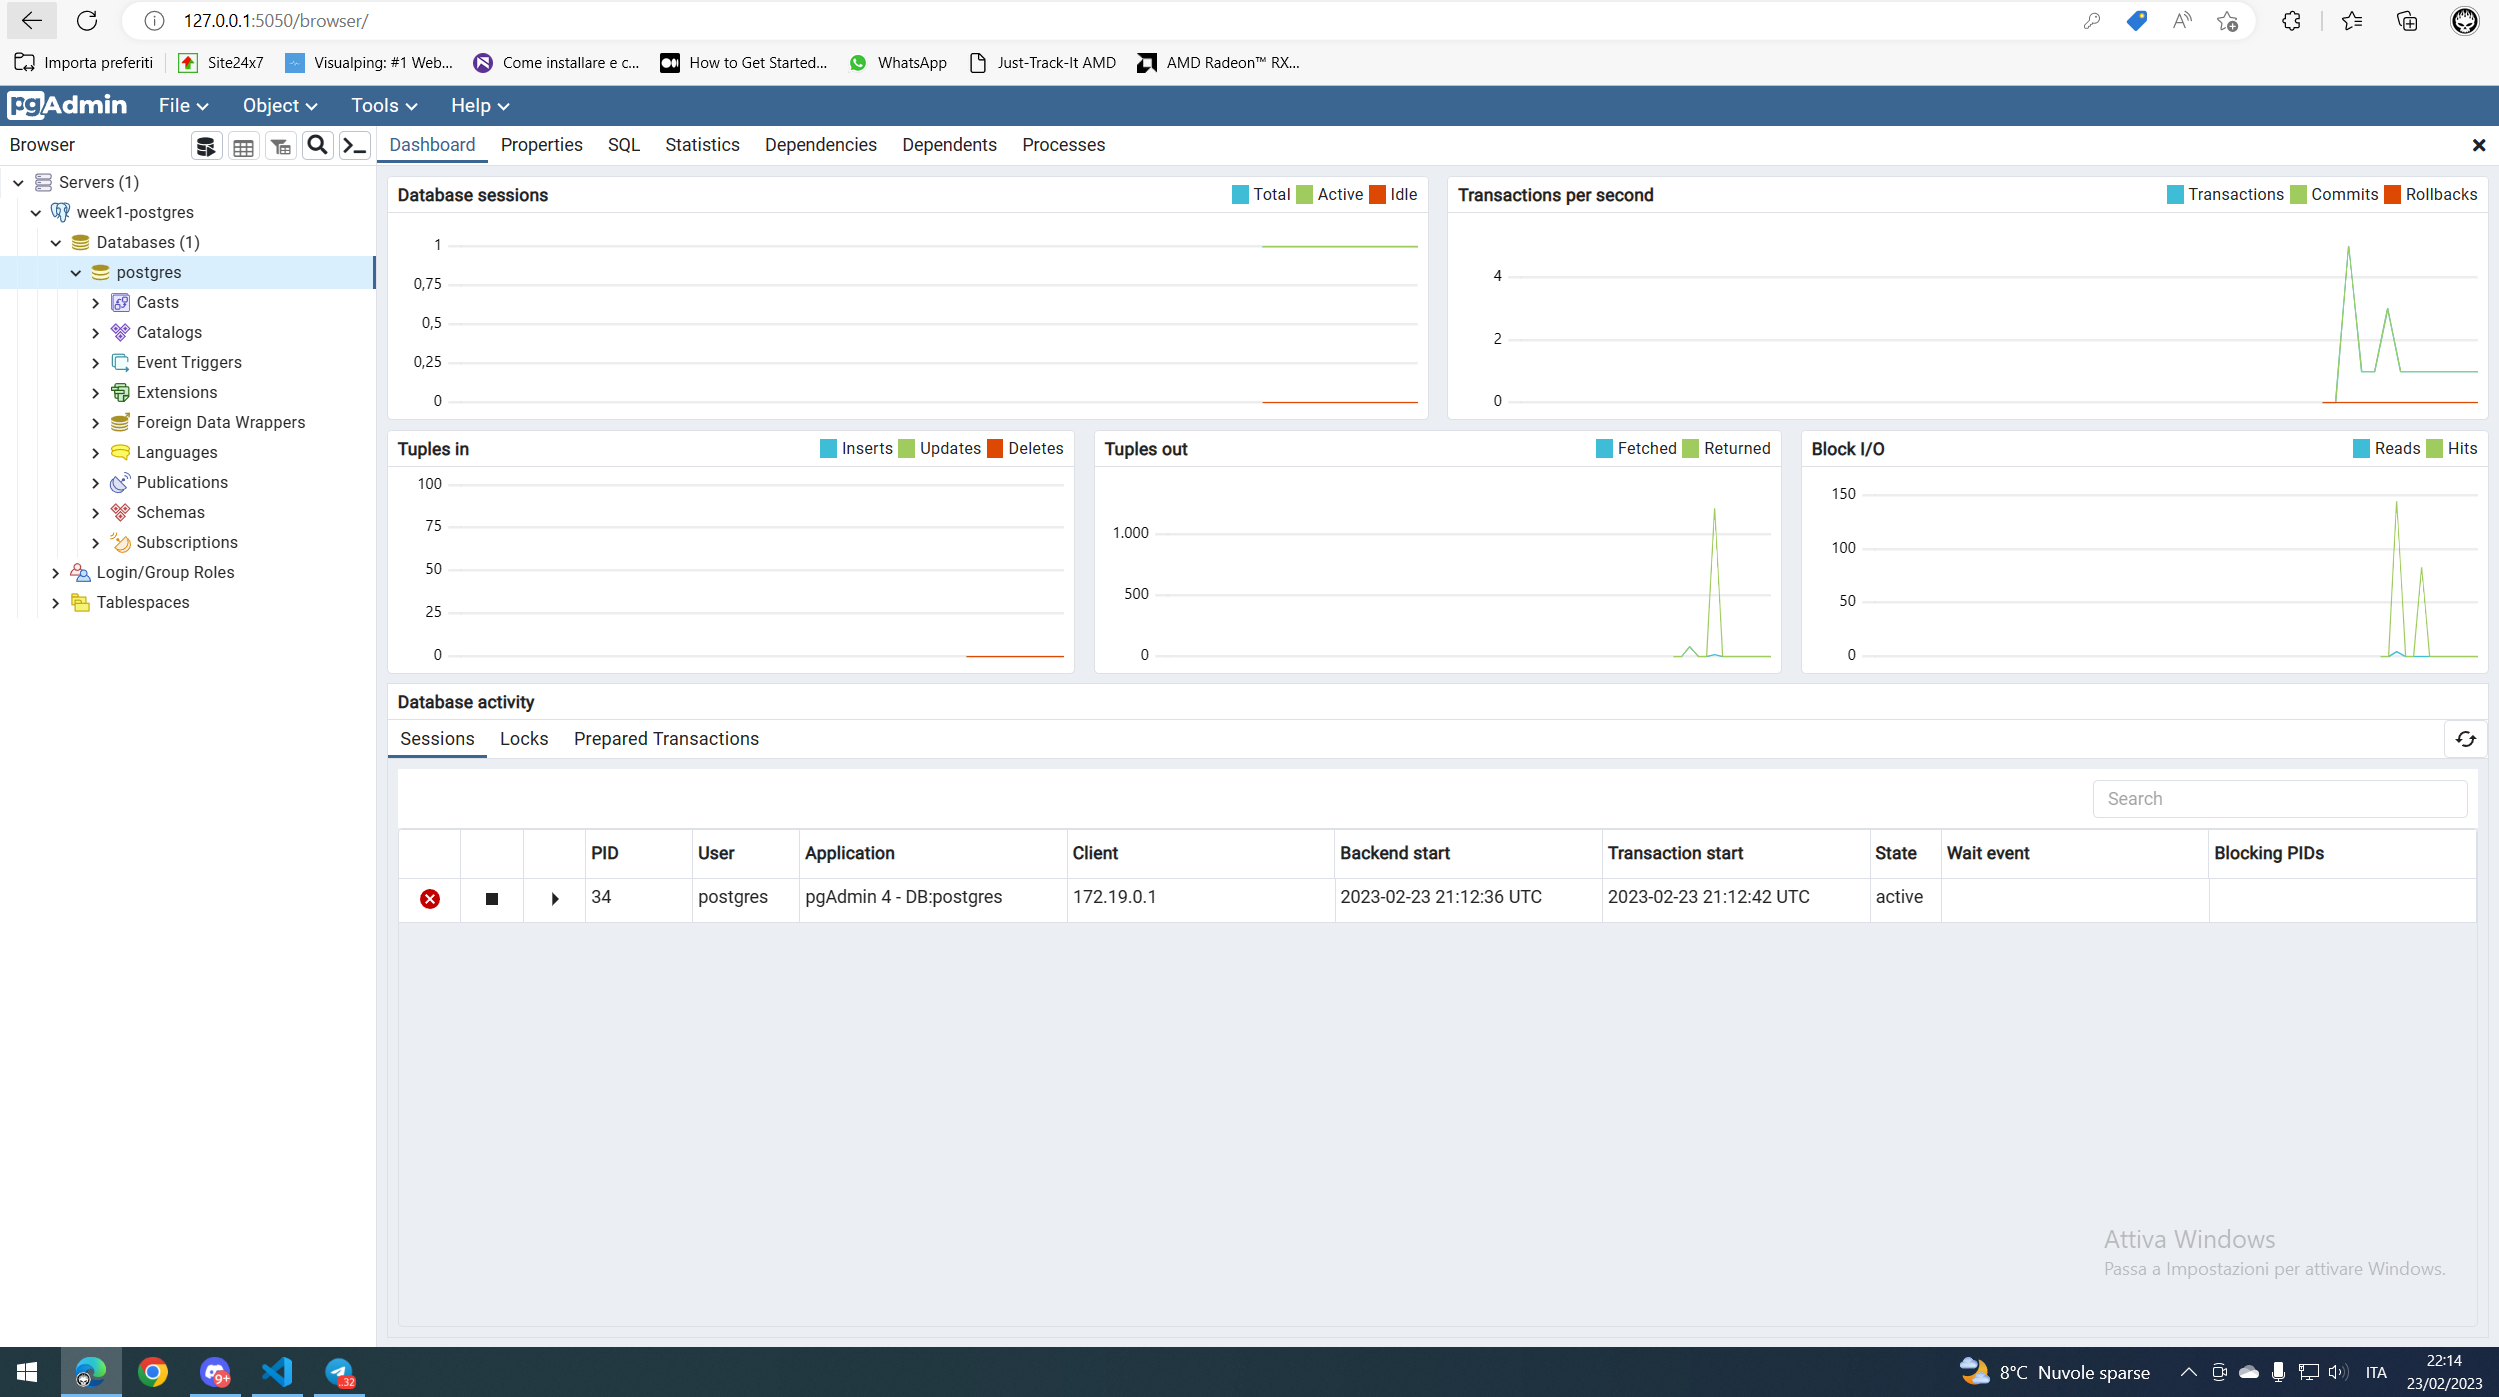 127.0.0.1:5050/browser/
Importa preferiti Site24x7 Visualping: #1 Web... Come installare e c... How to Get Started... WhatsApp Just-Track-It AMD AMD Radeon™ RX...
pgAdmin File Object Tools Help
Browser Dashboard Properties SQL Statistics Dependencies Dependents Processes
Servers (1)
week1-postgres
Databases (1)
postgres
Casts
Catalogs
Event Triggers
Extensions
Foreign Data Wrappers
Languages
Publications
Schemas
Subscriptions
Login/Group Roles
Tablespaces
Database sessions Total Active Idle
1
0,75
0,5
0,25
0
Transactions per second Transactions Commits Rollbacks
4
2
0
Tuples in Inserts Updates Deletes
100
75
50
25
0
Tuples out Fetched Returned
1.000
500
0
Block I/O Reads Hits
150
100
50
0
Database activity
Sessions Locks Prepared Transactions
Search
PID User Application Client Backend start Transaction start State Wait event Blocking PIDs
34 postgres pgAdmin 4 - DB:postgres 172.19.0.1 2023-02-23 21:12:36 UTC 2023-02-23 21:12:42 UTC active
Attiva Windows
Passa a Impostazioni per attivare Windows.
9+
..32
8°C Nuvole sparse
ITA
22:14
23/02/2023